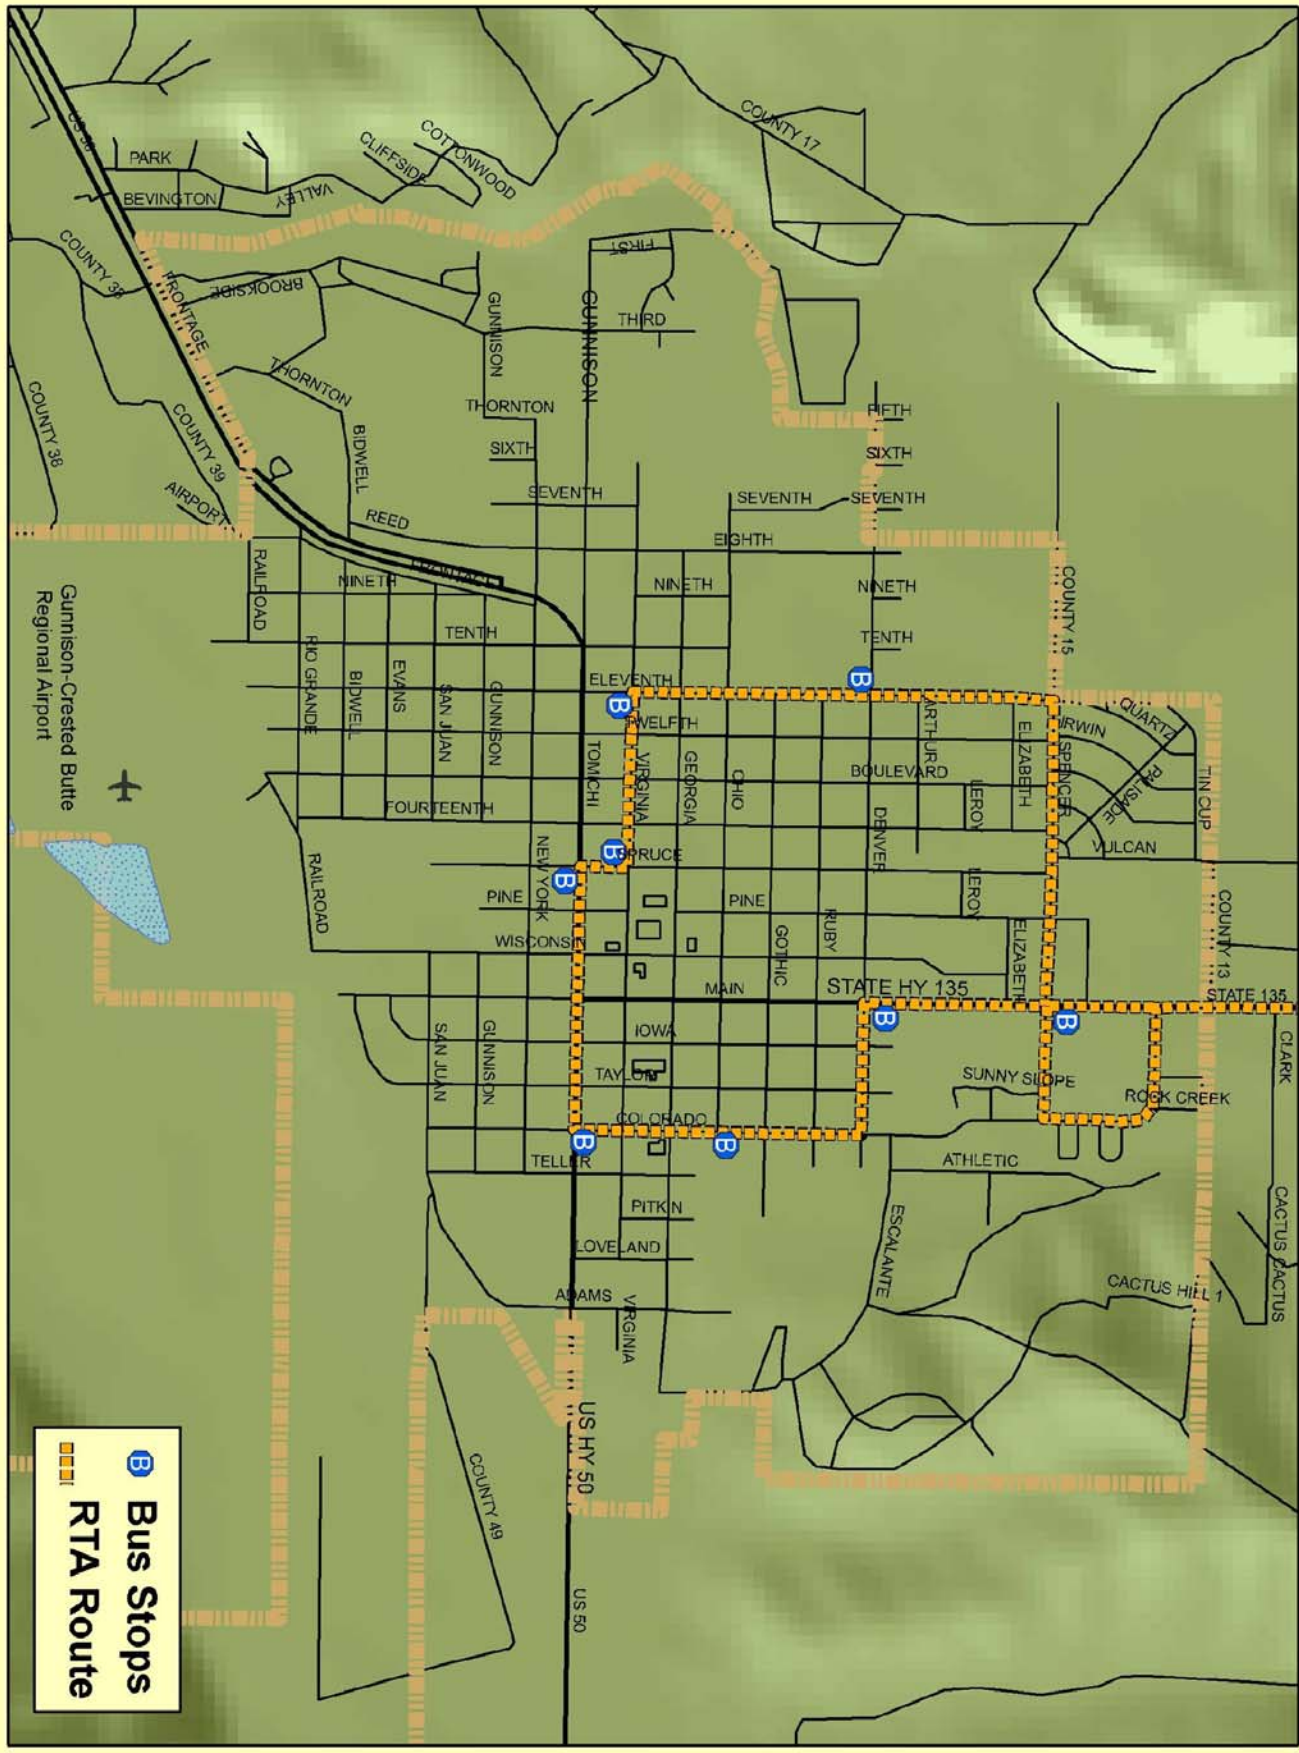 COUNTY 17
US 50
PARK
BEVINGTON
VALLEY
CLIFFSIDE
COTTONWOOD
COUNTY 38
FRONTAGE
BROOKSIDE
FIRST
GUNNISON
GUNNISON
THIRD
THORNTON
THORNTON
COUNTY 38
COUNTY 39
BIDWELL
AIRPORT
SIXTH
SEVENTH
SEVENTH
FIFTH
SIXTH
SEVENTH
REED
EIGHTH
FRONTAGE
NINETH
NINETH
NINETH
COUNTY 15
RAILROAD
TENTH
TENTH
RIO GRANDE
BIDWELL
EVANS
SAN JUAN
GUNNISON
ELEVENTH
TWELFTH
TOMICHI
VIRGINIA
GEORGIA
OHIO
ARTHUR
BOULEVARD
LEROY
ELIZABETH
SPENCER
IRWIN
QUARTZ
PALISADE
TIN CUP
VULCAN
FOURTEENTH
RAILROAD
NEW YORK
SPRUCE
DENVER
LEROY
PINE
PINE
WISCONSIN
GOTHIC
RUBY
ELIZABETH
COUNTY 13
MAIN
STATE HY 135
STATE 135
SAN JUAN
GUNNISON
IOWA
TAYLOR
COLORADO
SUNNY SLOPE
ROCK CREEK
CLARK
TELLER
ATHLETIC
PITKIN
LOVELAND
ADAMS
VIRGINIA
ESCALANTE
CACTUS HILL 1
CACTUS
CACTUS
CACTUS
US HY 50
COUNTY 49
US 50
Gunnison-Crested Butte
Regional Airport
B
B
B
B
B
B
B
B
B Bus Stops
RTA Route